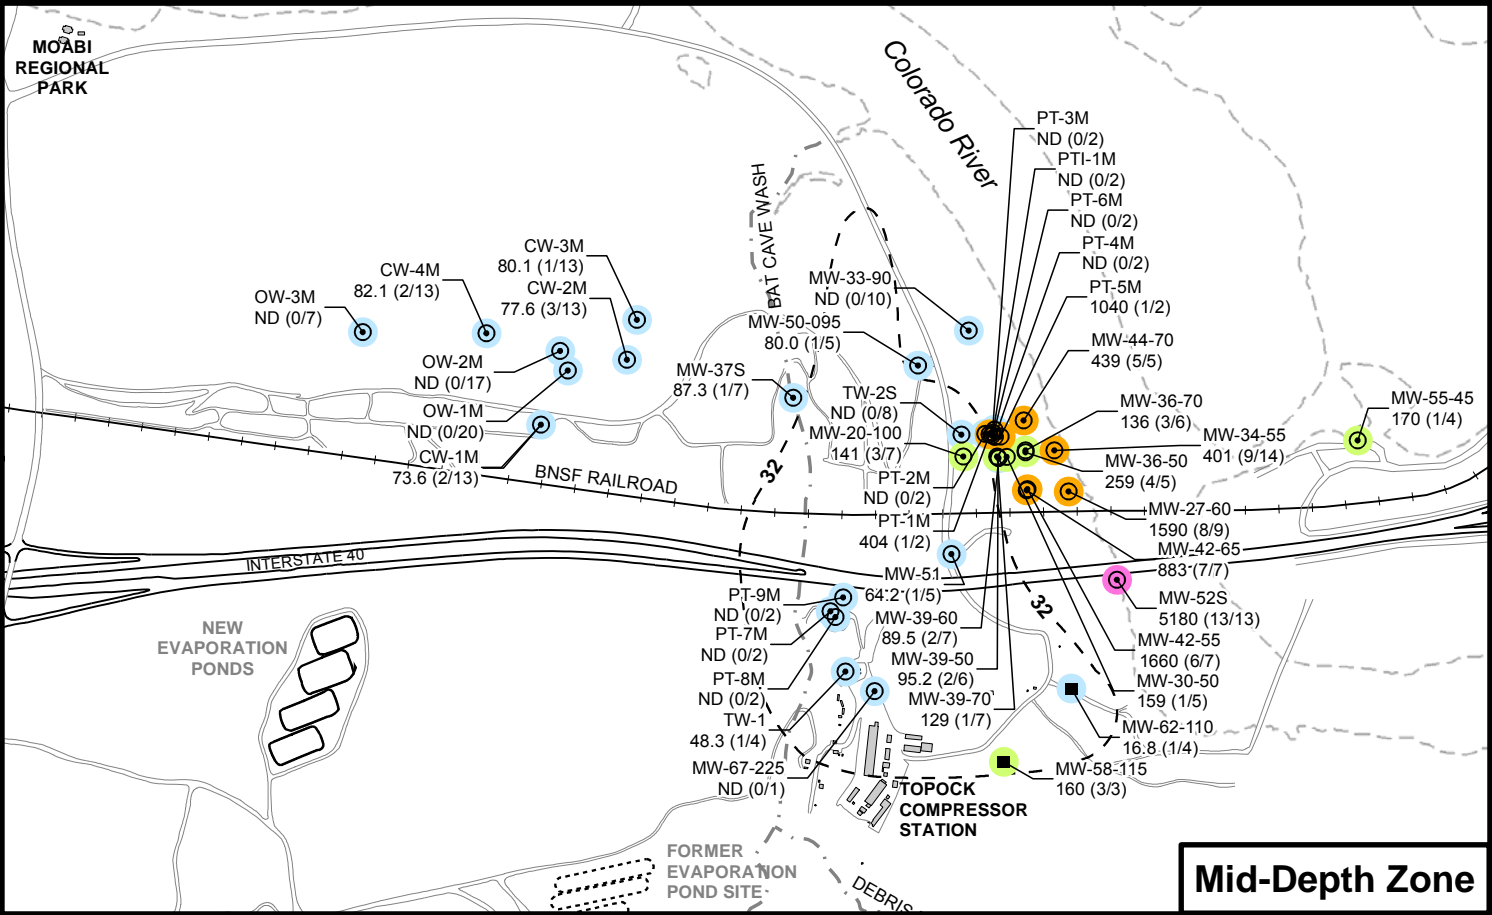 MOABI
REGIONAL
PARK
Colorado River
BAT CAVE WASH
PT-3M
ND (0/2)
PTI-1M
ND (0/2)
PT-6M
ND (0/2)
PT-4M
ND (0/2)
PT-5M
1040 (1/2)
MW-44-70
439 (5/5)
MW-36-70
136 (3/6)
MW-55-45
170 (1/4)
MW-34-55
401 (9/14)
MW-36-50
259 (4/5)
MW-27-60
1590 (8/9)
MW-42-65
883 (7/7)
MW-52S
5180 (13/13)
MW-42-55
1660 (6/7)
MW-30-50
159 (1/5)
MW-62-110
16.8 (1/4)
MW-58-115
160 (3/3)
CW-3M
80.1 (1/13)
CW-4M
82.1 (2/13)
CW-2M
77.6 (3/13)
OW-3M
ND (0/7)
OW-2M
ND (0/17)
OW-1M
ND (0/20)
CW-1M
73.6 (2/13)
MW-33-90
ND (0/10)
MW-50-095
80.0 (1/5)
MW-37S
87.3 (1/7)
TW-2S
ND (0/8)
MW-20-100
141 (3/7)
PT-2M
ND (0/2)
PT-1M
404 (1/2)
32
BNSF RAILROAD
INTERSTATE 40
MW-51
64.2 (1/5)
32
PT-9M
ND (0/2)
PT-7M
ND (0/2)
PT-8M
ND (0/2)
TW-1
48.3 (1/4)
MW-67-225
ND (0/1)
MW-39-60
89.5 (2/7)
MW-39-50
95.2 (2/6)
MW-39-70
129 (1/7)
NEW
EVAPORATION
PONDS
TOPOCK
COMPRESSOR
STATION
FORMER
EVAPORATION
POND SITE
DEBRIS
Mid-Depth Zone